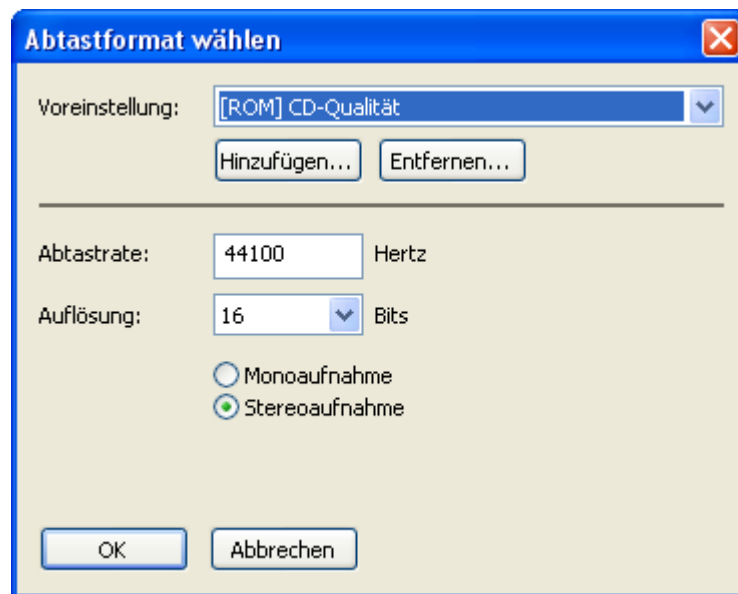 Abtastformat wählen
Voreinstellung: [ROM] CD-Qualität
Hinzufügen... Entfernen...
Abtastrate: 44100 Hertz
Auflösung: 16 Bits
Monoaufnahme
Stereoaufnahme
OK Abbrechen